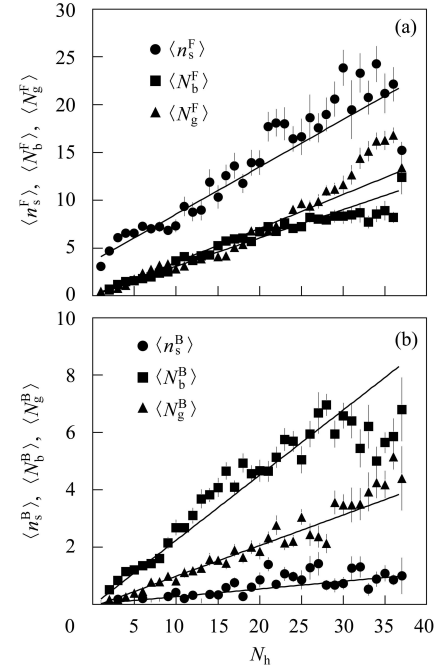 30
25
20
15
10
5
0
⟨n_s^F⟩, ⟨N_b^F⟩, ⟨N_g^F⟩
(a)
⟨n_s^F⟩
⟨N_b^F⟩
⟨N_g^F⟩
10
8
6
4
2
⟨n_s^B⟩, ⟨N_b^B⟩, ⟨N_g^B⟩
(b)
⟨n_s^B⟩
⟨N_b^B⟩
⟨N_g^B⟩
0 5 10 15 20 25 30 35 40
N_h